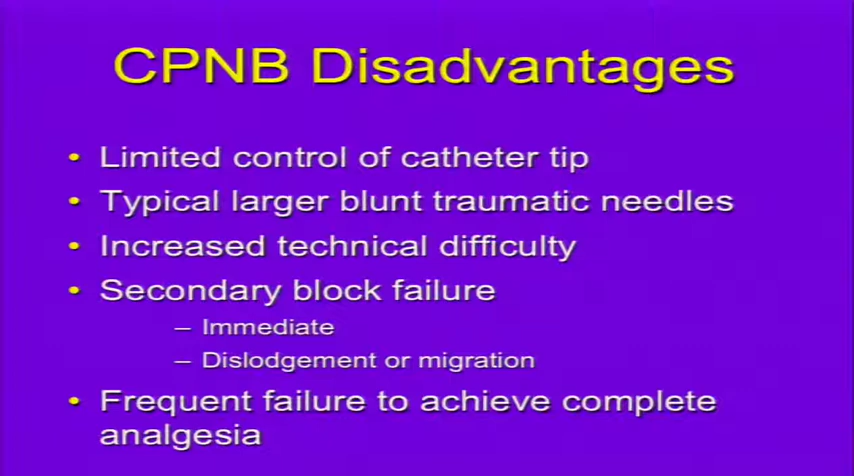 CPNB Disadvantages
• Limited control of catheter tip
• Typical larger blunt traumatic needles
• Increased technical difficulty
• Secondary block failure
– Immediate
– Dislodgement or migration
• Frequent failure to achieve complete
analgesia